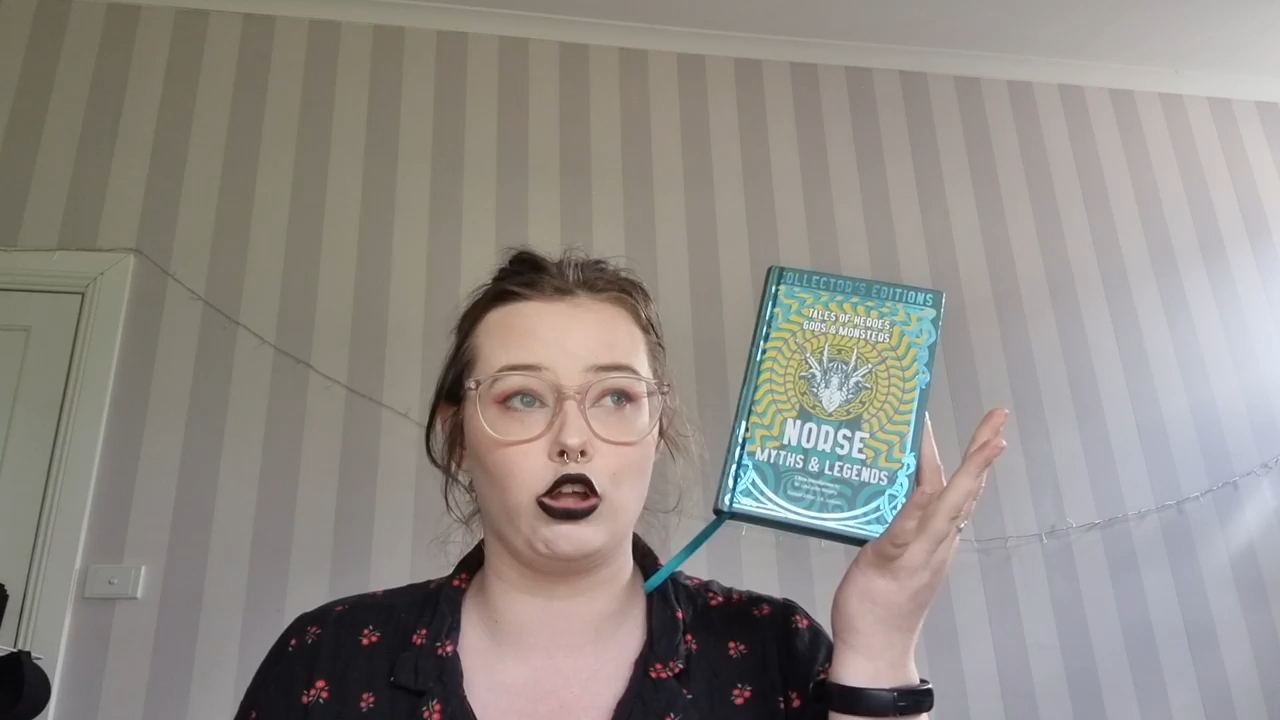 COLLECTOR'S EDITIONS
TALES OF HEROES,
GODS & MONSTERS
NORSE
MYTHS & LEGENDS